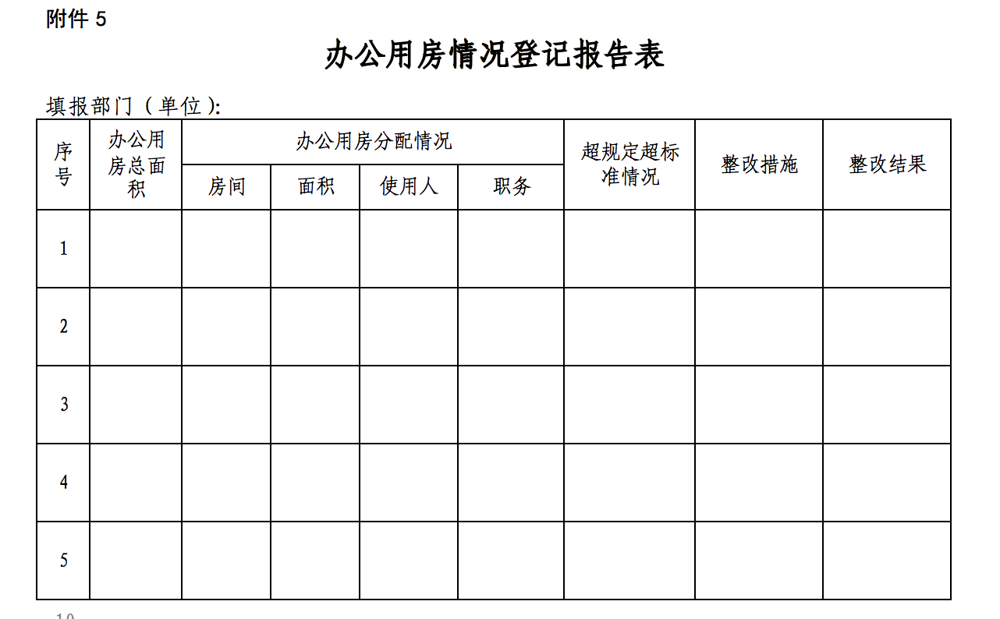 附件 5
办公用房情况登记报告表
填报部门（单位）：
序号
办公用房总面积
办公用房分配情况
超规定超标准情况
整改措施
整改结果
房间
面积
使用人
职务
1
2
3
4
5
10